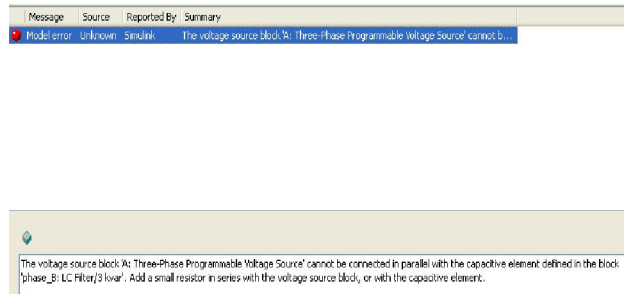 Message Source Reported By Summary
Model error Unknown Simulink The voltage source block 'A: Three-Phase Programmable Voltage Source' cannot b...
The voltage source block 'A: Three-Phase Programmable Voltage Source' cannot be connected in parallel with the capacitive element defined in the block
'phase_B: LC Filter/3 kvar'. Add a small resistor in series with the voltage source block, or with the capacitive element.